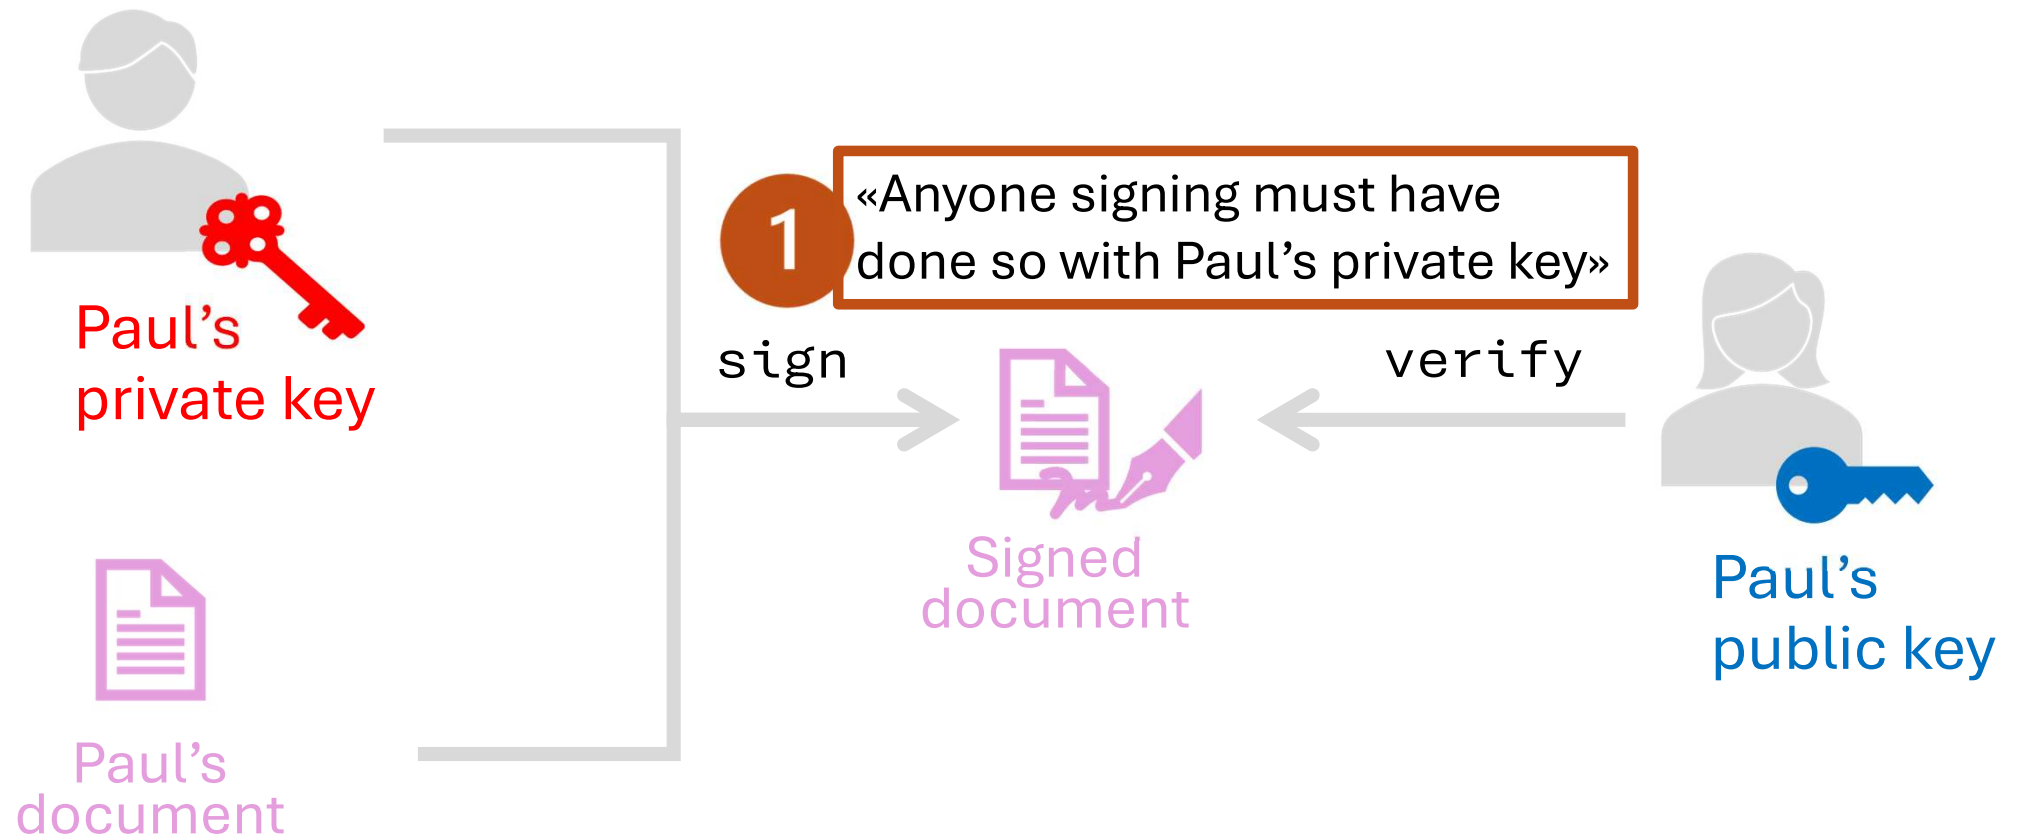 Paul’s
private key
Paul’s
document
1
«Anyone signing must have
done so with Paul’s private key»
sign
verify
Signed
document
Paul’s
public key